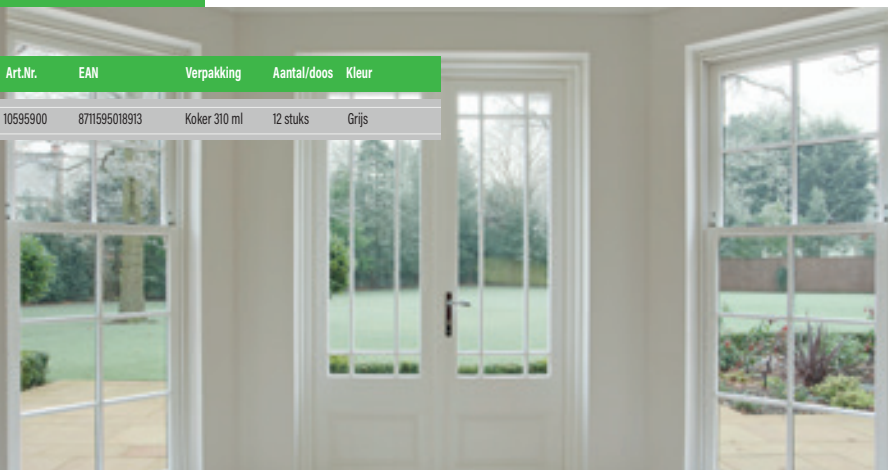 Art.Nr. EAN Verpakking Aantal/doos Kleur
10595900 8711595018913 Koker 310 ml 12 stuks Grijs